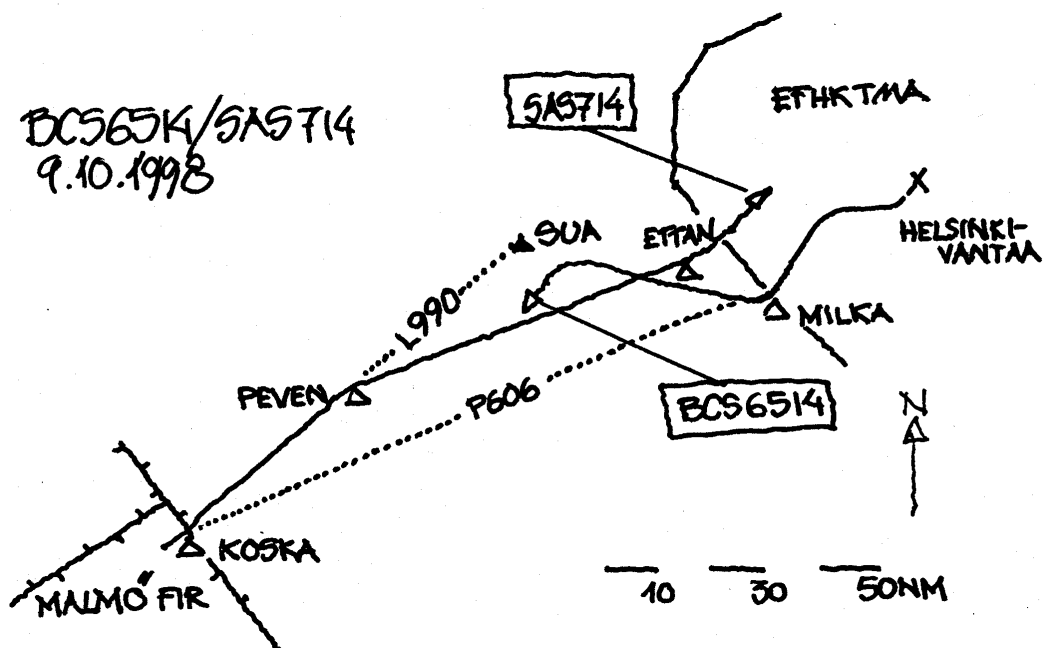 BCS6514/SAS714
9.10.1998
SAS714
EFHKTMA
X
HELSINKI-
VANTAA
SUA
ETTAN
L990
MILKA
PEVEN
P606
BCS6514
N
KOSKA
MALMÖ FIR
10 30 50NM